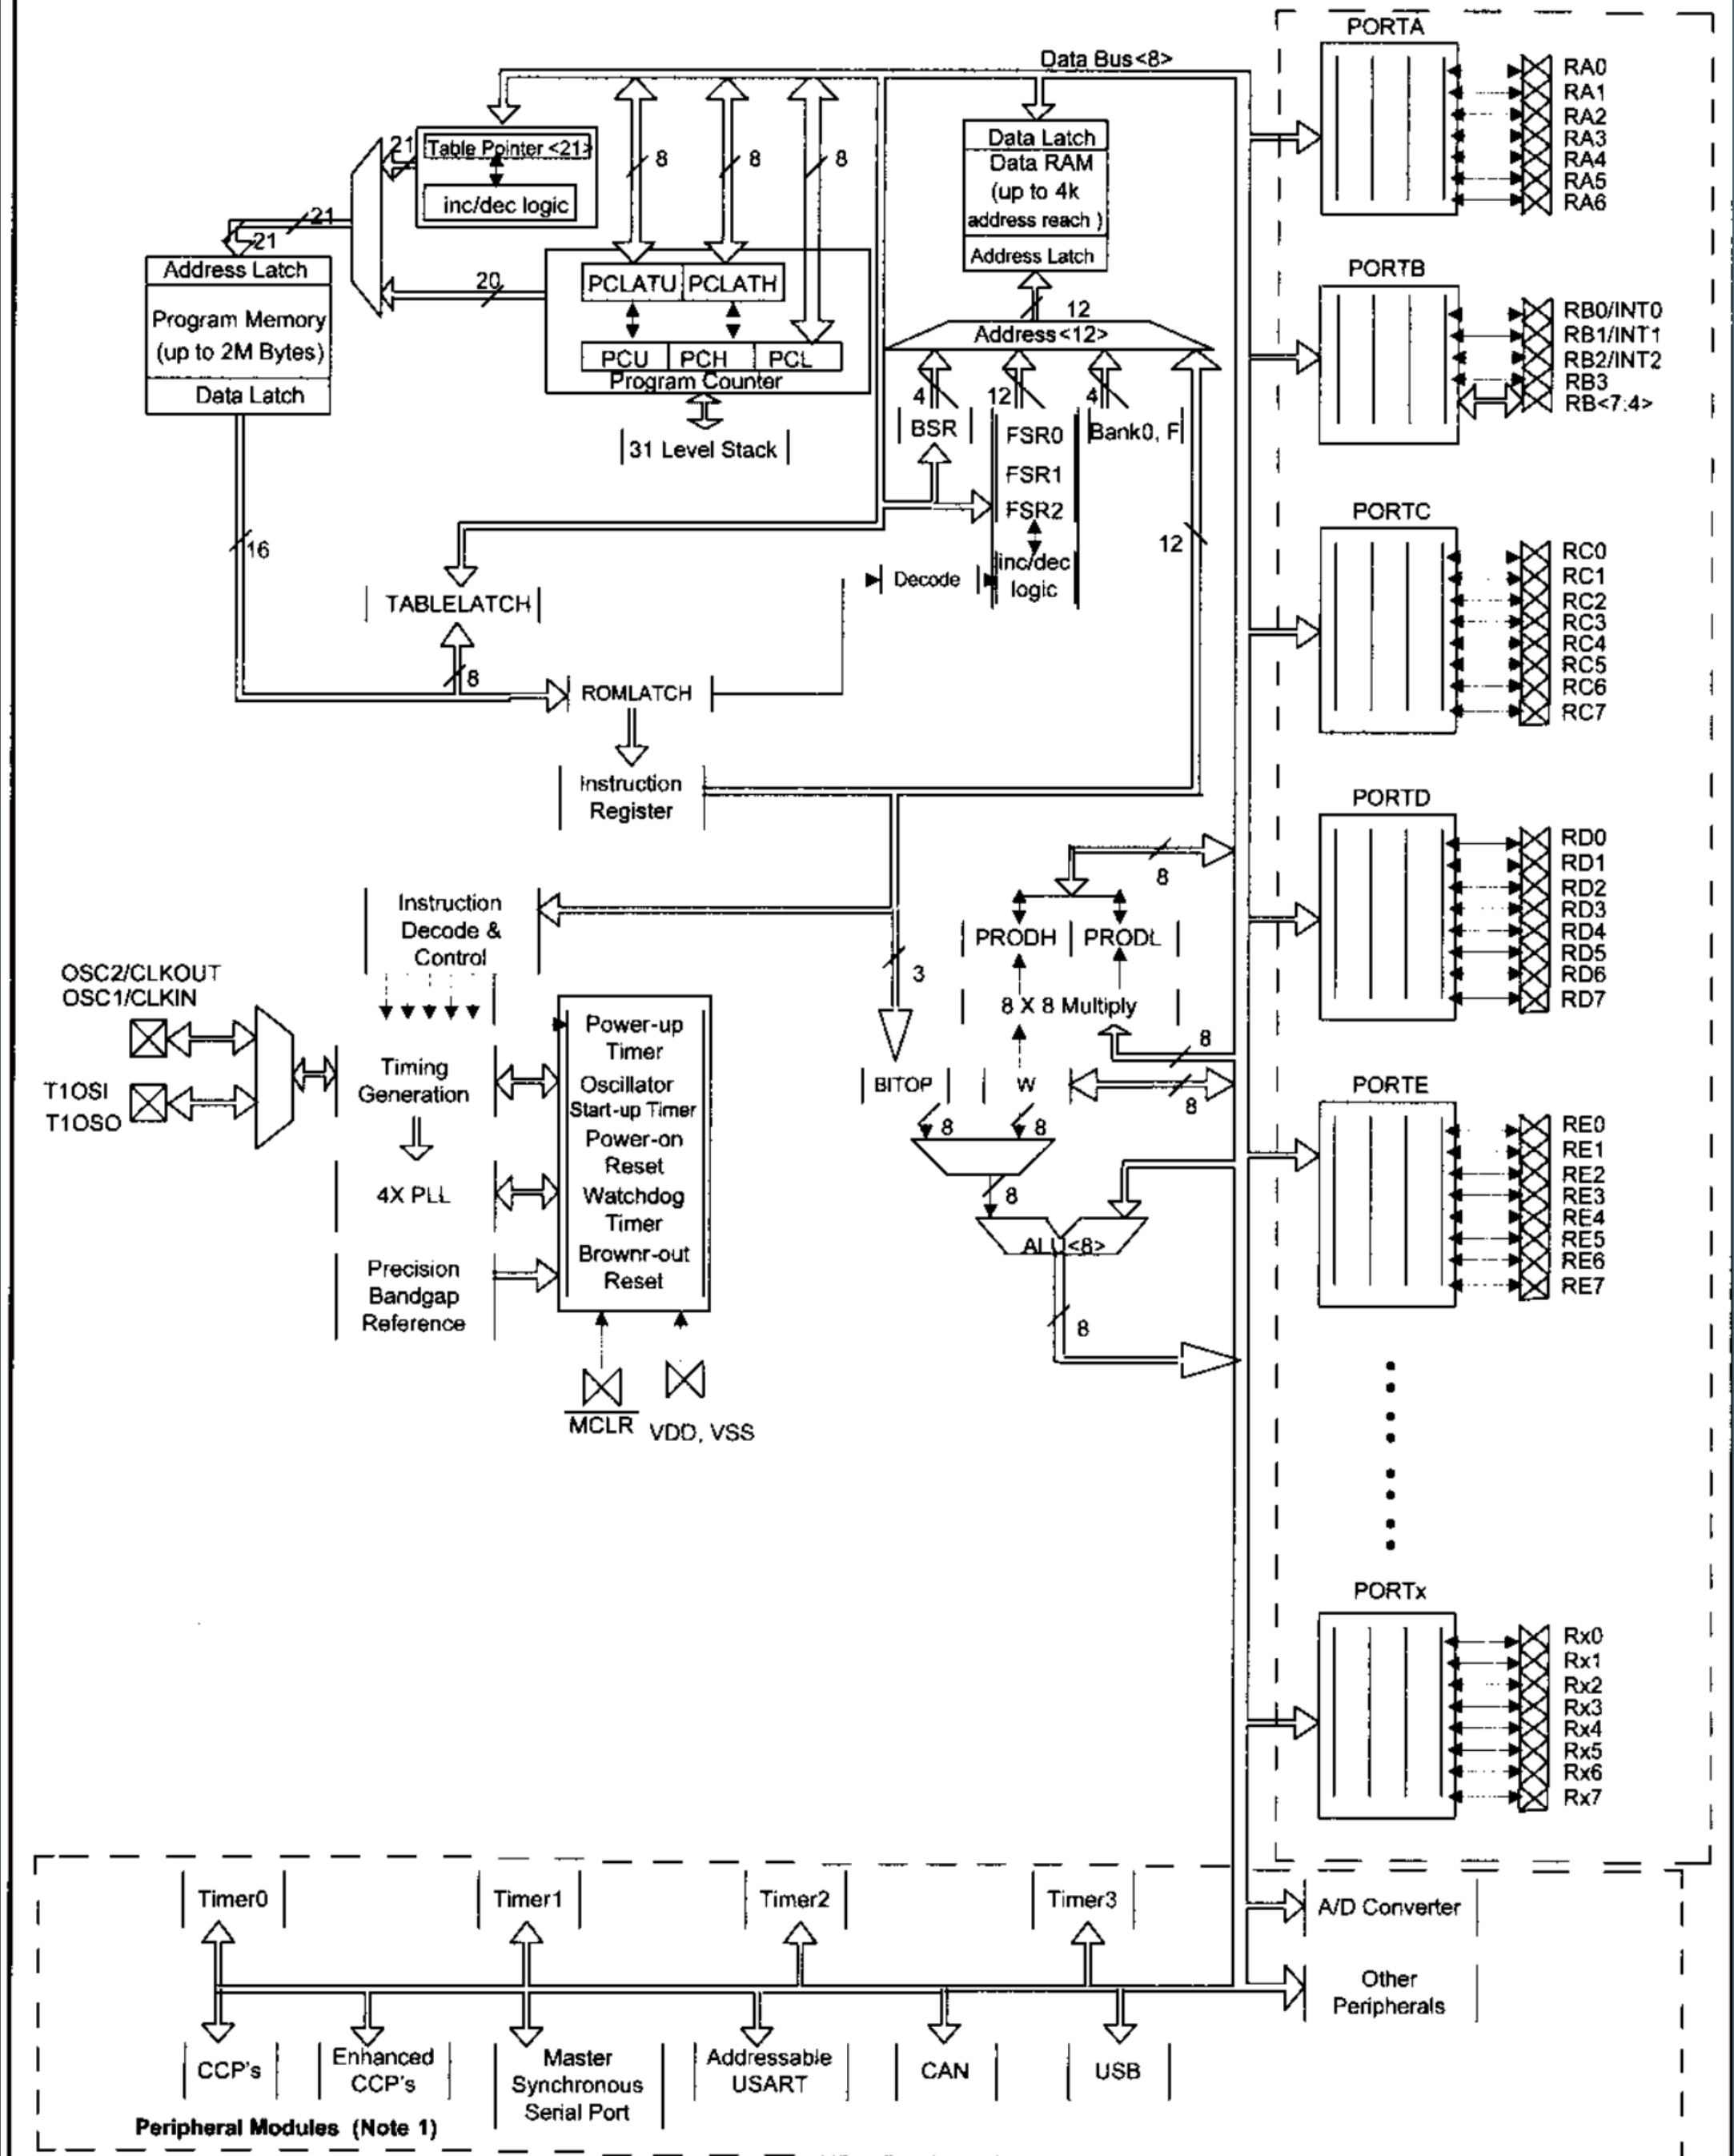 Data Bus<8>
21
Table Pointer <21>
inc/dec logic
8
8
8
21
21
Address Latch
Program Memory
(up to 2M Bytes)
Data Latch
20
PCLATU
PCLATH
PCU
PCH
PCL
Program Counter
31 Level Stack
Data Latch
Data RAM
(up to 4k
address reach )
Address Latch
12
Address<12>
4
12
4
BSR
FSR0
FSR1
FSR2
inc/dec
logic
Bank0, F
12
Decode
16
TABLELATCH
8
ROMLATCH
Instruction
Register
Instruction
Decode &
Control
3
8
PRODH
PRODL
8 X 8 Multiply
8
BITOP
W
8
8
8
8
ALU<8>
8
OSC2/CLKOUT
OSC1/CLKIN
T1OSI
T1OSO
Timing
Generation
4X PLL
Precision
Bandgap
Reference
Power-up
Timer
Oscillator
Start-up Timer
Power-on
Reset
Watchdog
Timer
Brownr-out
Reset
MCLR
VDD, VSS
PORTA
RA0
RA1
RA2
RA3
RA4
RA5
RA6
PORTB
RB0/INT0
RB1/INT1
RB2/INT2
RB3
RB<7:4>
PORTC
RC0
RC1
RC2
RC3
RC4
RC5
RC6
RC7
PORTD
RD0
RD1
RD2
RD3
RD4
RD5
RD6
RD7
PORTE
RE0
RE1
RE2
RE3
RE4
RE5
RE6
RE7
PORTx
Rx0
Rx1
Rx2
Rx3
Rx4
Rx5
Rx6
Rx7
Timer0
Timer1
Timer2
Timer3
A/D Converter
Other
Peripherals
CCP's
Enhanced
CCP's
Master
Synchronous
Serial Port
Addressable
USART
CAN
USB
Peripheral Modules (Note 1)